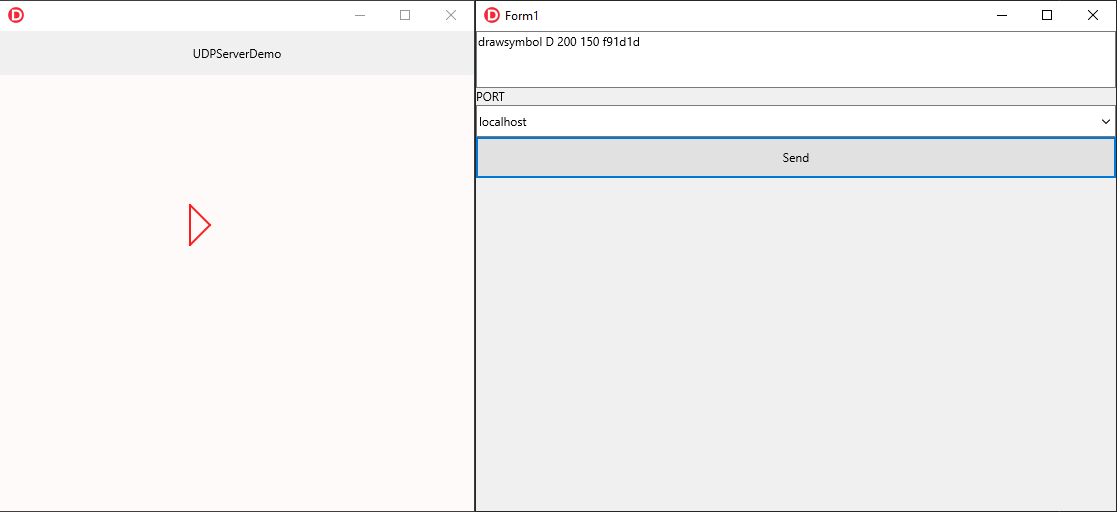 UDPServerDemo
Form1
drawsymbol D 200 150 f91d1d
PORT
localhost
Send